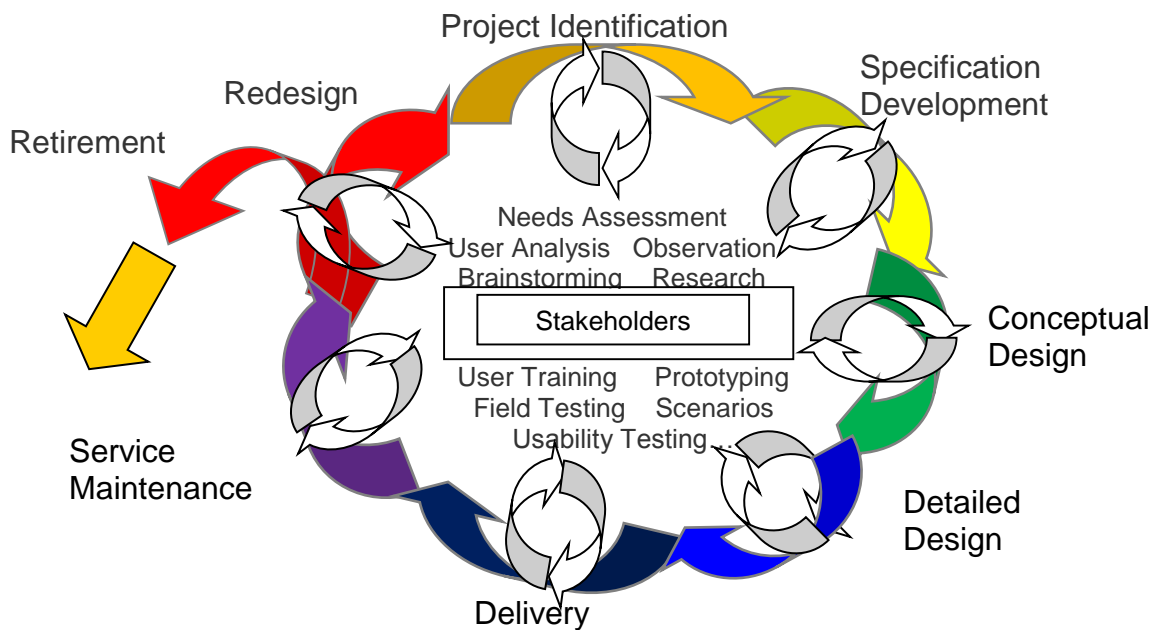 Project Identification
Specification
Development
Redesign
Retirement
Needs Assessment
User Analysis Observation
Brainstorming Research
Stakeholders
Conceptual
Design
User Training Prototyping
Field Testing Scenarios
Usability Testing ...
Service
Maintenance
Detailed
Design
Delivery